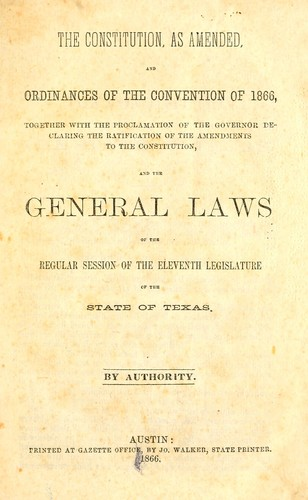 THE CONSTITUTION, AS AMENDED,
AND
ORDINANCES OF THE CONVENTION OF 1866,
TOGETHER WITH THE PROCLAMATION OF THE GOVERNOR DE-
CLARING THE RATIFICATION OF THE AMENDMENTS
TO THE CONSTITUTION,
AND THE
GENERAL LAWS
OF THE
REGULAR SESSION OF THE ELEVENTH LEGISLATURE
OF THE
STATE OF TEXAS.
BY AUTHORITY.
AUSTIN:
PRINTED AT GAZETTE OFFICE, BY JO. WALKER, STATE PRINTER.
1866.